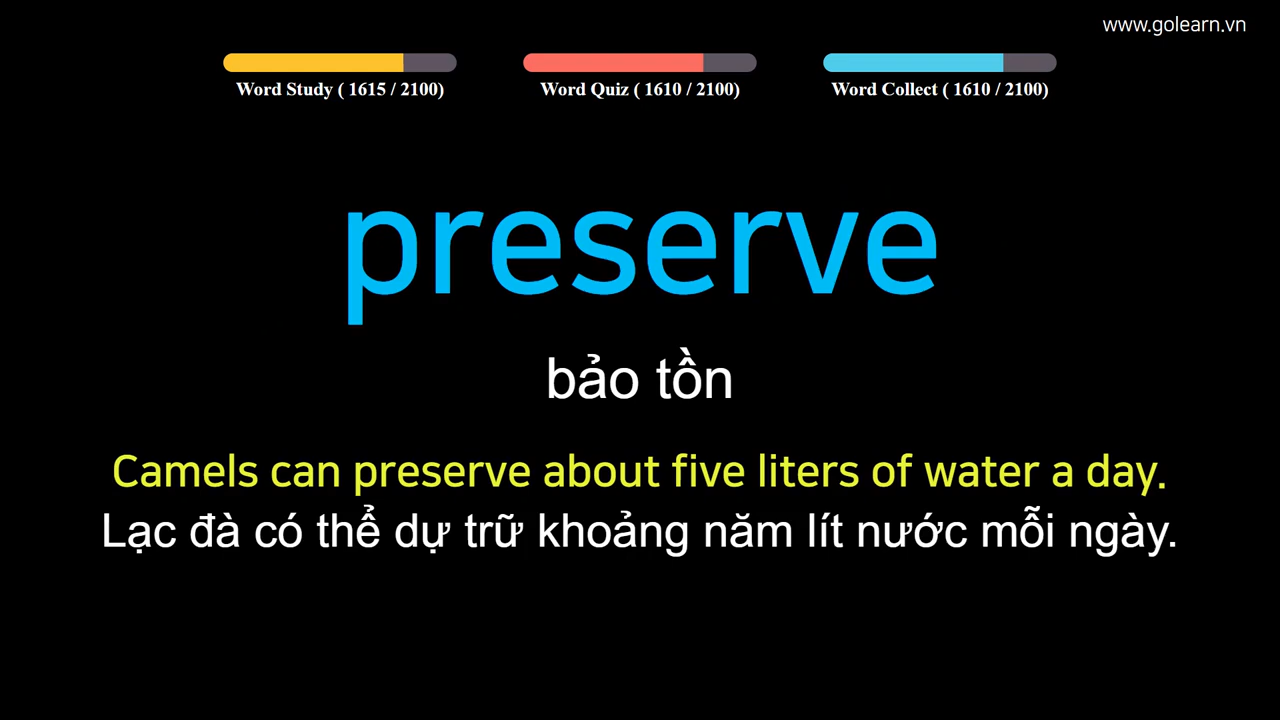 www.golearn.vn
Word Study ( 1615 / 2100) Word Quiz ( 1610 / 2100) Word Collect ( 1610 / 2100)
preserve
bảo tồn
Camels can preserve about five liters of water a day.
Lạc đà có thể dự trữ khoảng năm lít nước mỗi ngày.